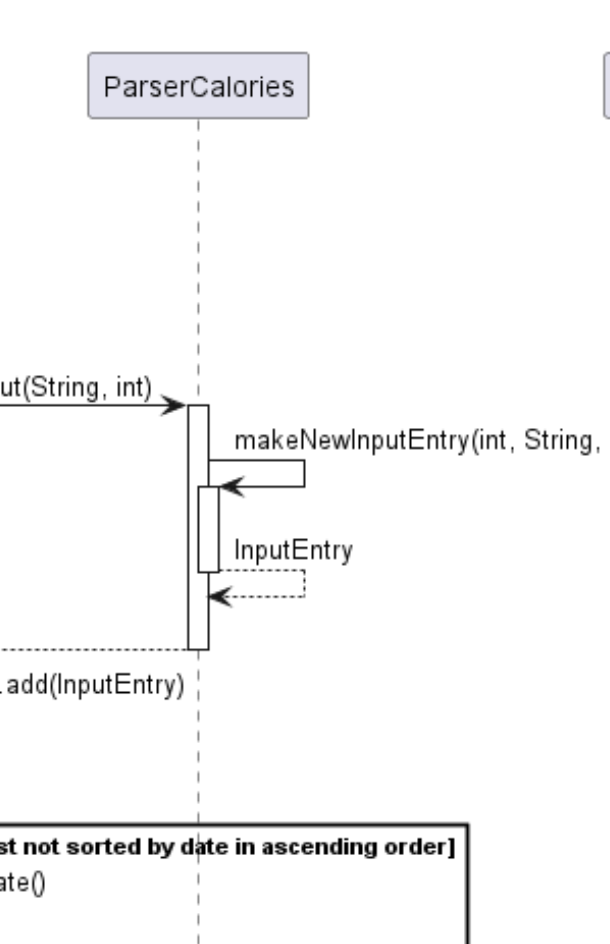 ParserCalories
ut(String, int)
makeNewInputEntry(int, String,
InputEntry
.add(InputEntry)
st not sorted by date in ascending order]
ate()